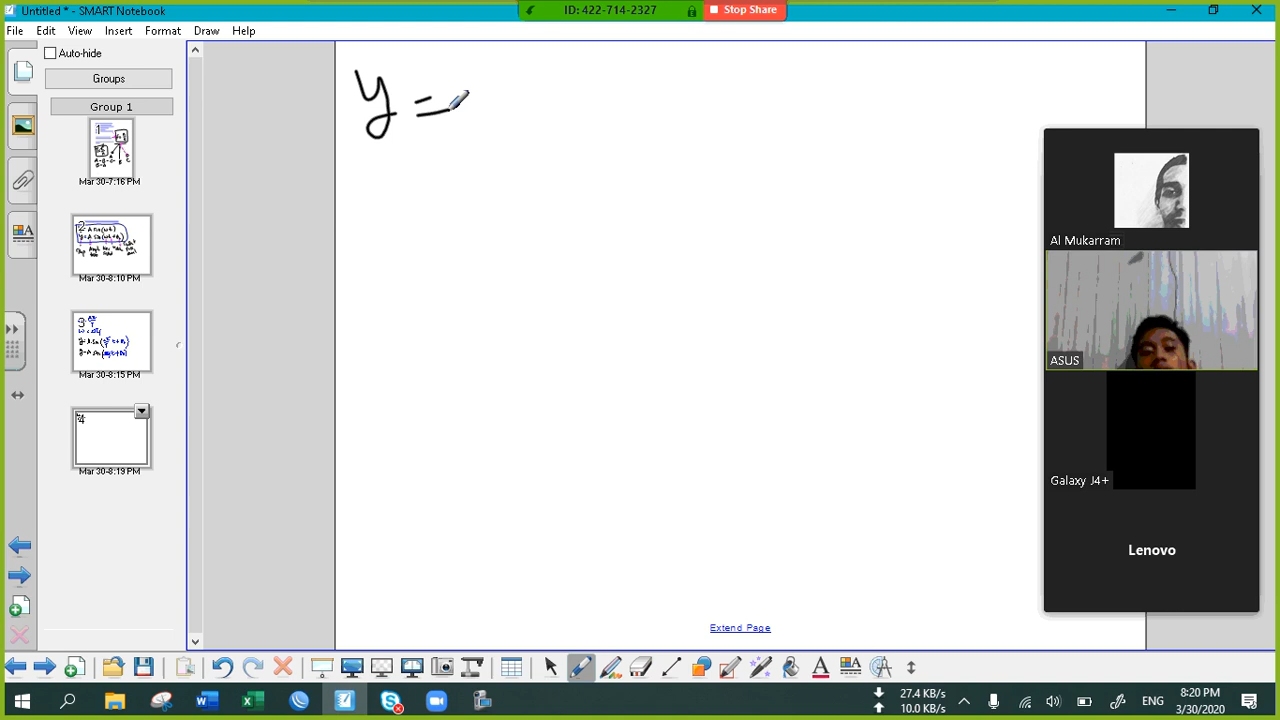 Untitled * - SMART Notebook
ID: 422-714-2327
Stop Share
File Edit View Insert Format Draw Help
Auto-hide
Groups
Group 1
Mar 30-7:16 PM
Mar 30-8:10 PM
Mar 30-8:15 PM
4
Mar 30-8:19 PM
y =
Extend Page
Al Mukarram
ASUS
Galaxy J4+
Lenovo
27.4 KB/s
10.0 KB/s
ENG
8:20 PM
3/30/2020